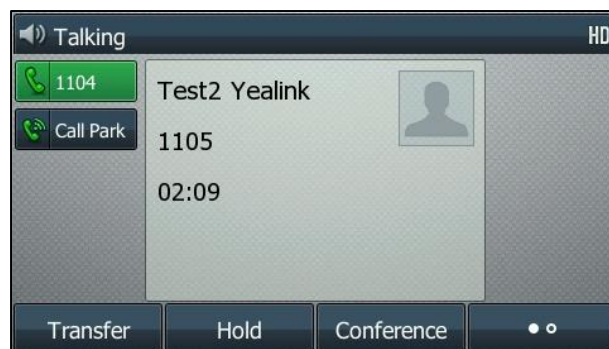 Talking
HD
1104
Call Park
Test2 Yealink
1105
02:09
Transfer
Hold
Conference